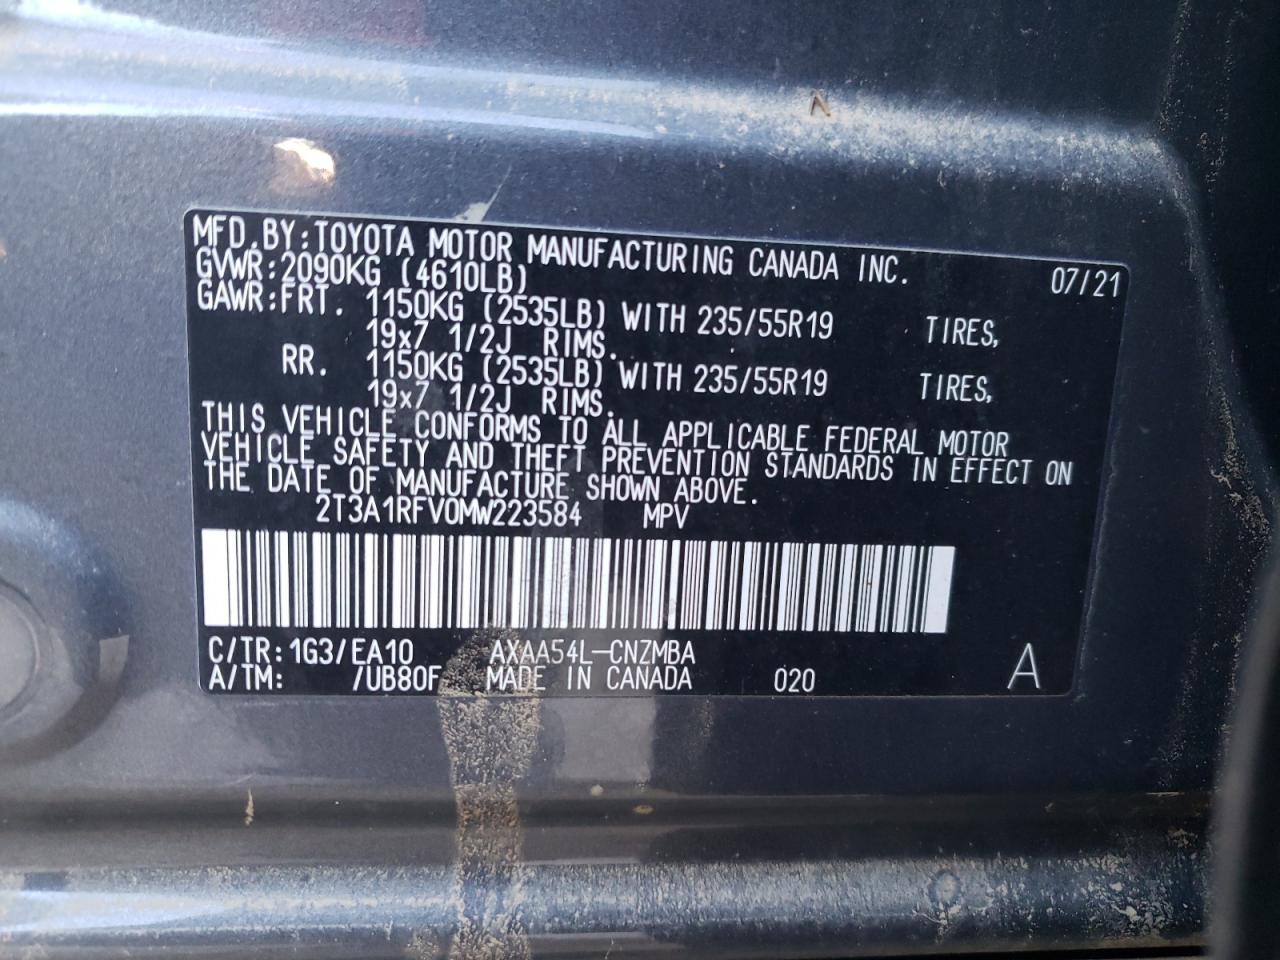 MFD.BY:TOYOTA MOTOR MANUFACTURING CANADA INC. 07/21
GVWR:2090KG (4610LB)
GAWR:FRT. 1150KG (2535LB) WITH 235/55R19 TIRES,
19x7 1/2J RIMS.
RR. 1150KG (2535LB) WITH 235/55R19 TIRES,
19x7 1/2J RIMS.
THIS VEHICLE CONFORMS TO ALL APPLICABLE FEDERAL MOTOR
VEHICLE SAFETY AND THEFT PREVENTION STANDARDS IN EFFECT ON
THE DATE OF MANUFACTURE SHOWN ABOVE.
2T3A1RFV0MW223584 MPV
C/TR:1G3/EA10 AXAA54L-CNZMBA
A/TM: /UB80F MADE IN CANADA 020 A